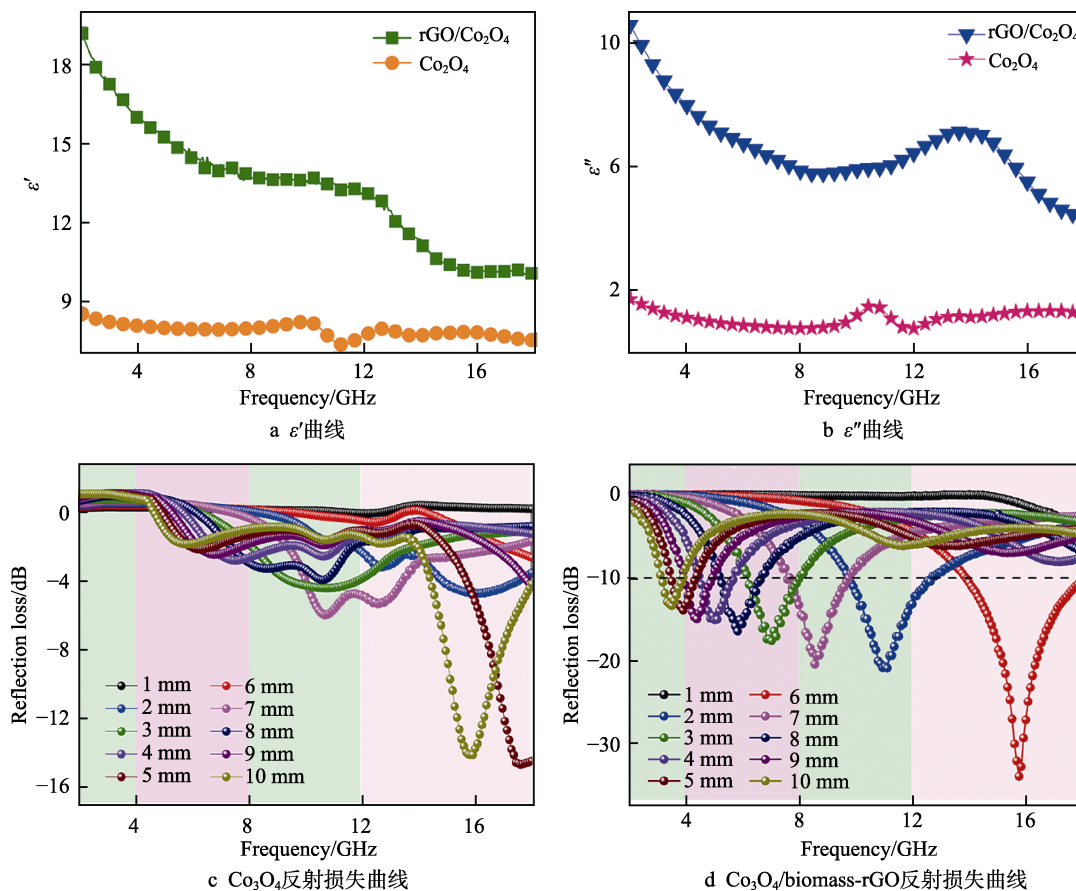 18
15
12
9
ε′
rGO/Co₂O₄
Co₂O₄
4 8 12 16
Frequency/GHz
a ε′曲线
10
6
2
ε″
rGO/Co₂O₄
Co₂O₄
4 8 12 16
Frequency/GHz
b ε″曲线
0
−4
−8
−12
−16
Reflection loss/dB
1 mm 6 mm
2 mm 7 mm
3 mm 8 mm
4 mm 9 mm
5 mm 10 mm
4 8 12 16
Frequency/GHz
c Co₃O₄反射损失曲线
0
−10
−20
−30
Reflection loss/dB
1 mm 6 mm
2 mm 7 mm
3 mm 8 mm
4 mm 9 mm
5 mm 10 mm
4 8 12 16
Frequency/GHz
d Co₃O₄/biomass-rGO反射损失曲线